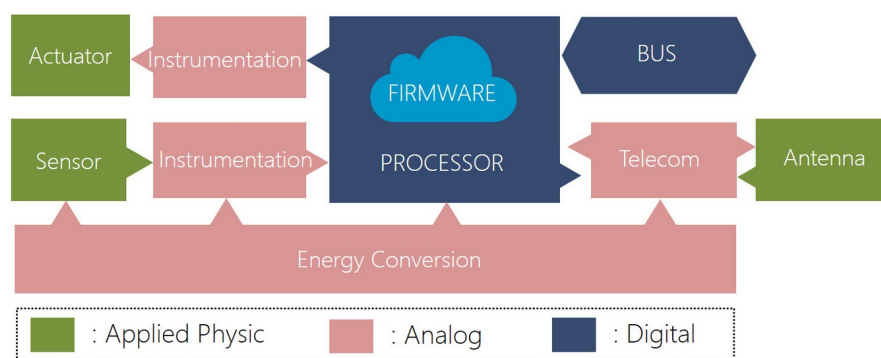 Actuator
Instrumentation
FIRMWARE
BUS
Sensor
Instrumentation
PROCESSOR
Telecom
Antenna
Energy Conversion
: Applied Physic
: Analog
: Digital